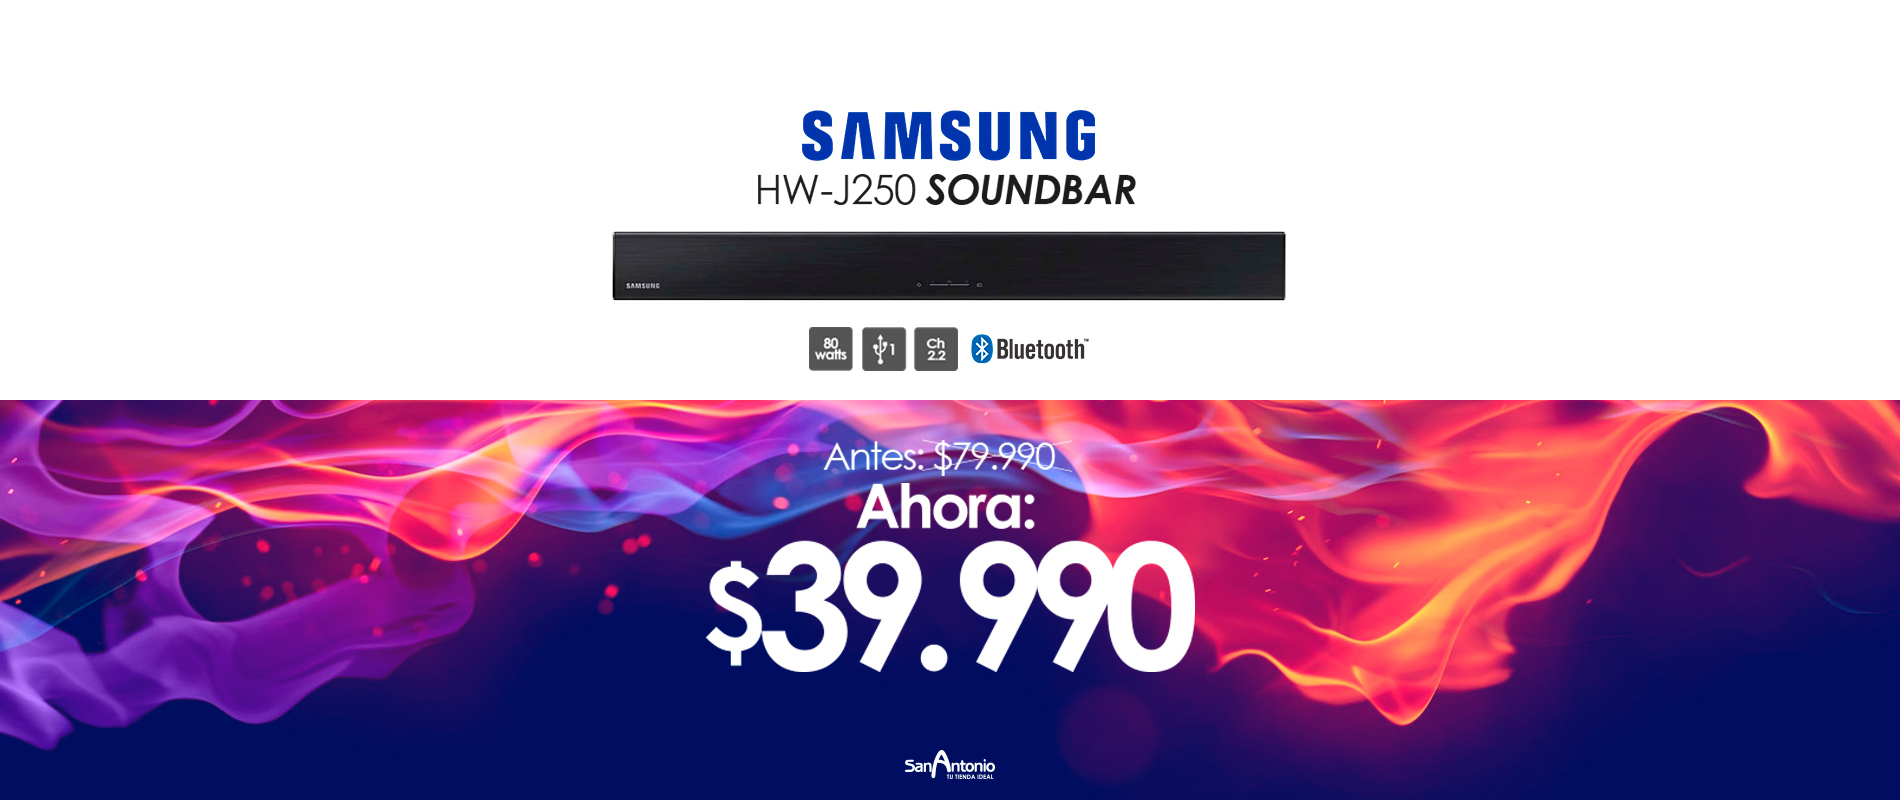 SAMSUNG
HW-J250 SOUNDBAR
SAMSUNG
80 watts
1
Ch 2.2
Bluetooth™
Antes: $79.990
Ahora:
$39.990
SanAntonio
TU TIENDA IDEAL